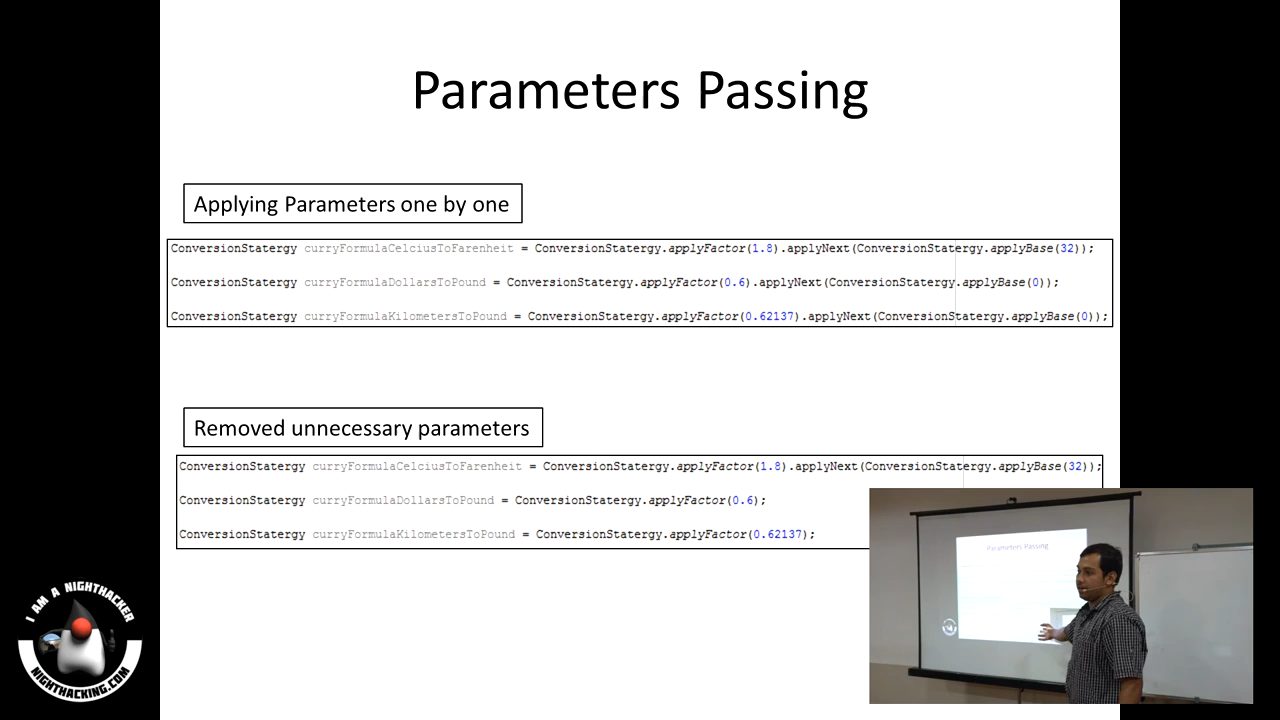 Parameters Passing
Applying Parameters one by one
ConversionStatergy curryFormulaCelciusToFarenheit = ConversionStatergy.applyFactor(1.8).applyNext(ConversionStatergy.applyBase(32));
ConversionStatergy curryFormulaDollarsToPound = ConversionStatergy.applyFactor(0.6).applyNext(ConversionStatergy.applyBase(0));
ConversionStatergy curryFormulaKilometersToPound = ConversionStatergy.applyFactor(0.62137).applyNext(ConversionStatergy.applyBase(0));
Removed unnecessary parameters
ConversionStatergy curryFormulaCelciusToFarenheit = ConversionStatergy.applyFactor(1.8).applyNext(ConversionStatergy.applyBase(32));
ConversionStatergy curryFormulaDollarsToPound = ConversionStatergy.applyFactor(0.6);
ConversionStatergy curryFormulaKilometersToPound = ConversionStatergy.applyFactor(0.62137);
Parameters Passing
I AM A NIGHTHACKER
NIGHTHACKING.COM